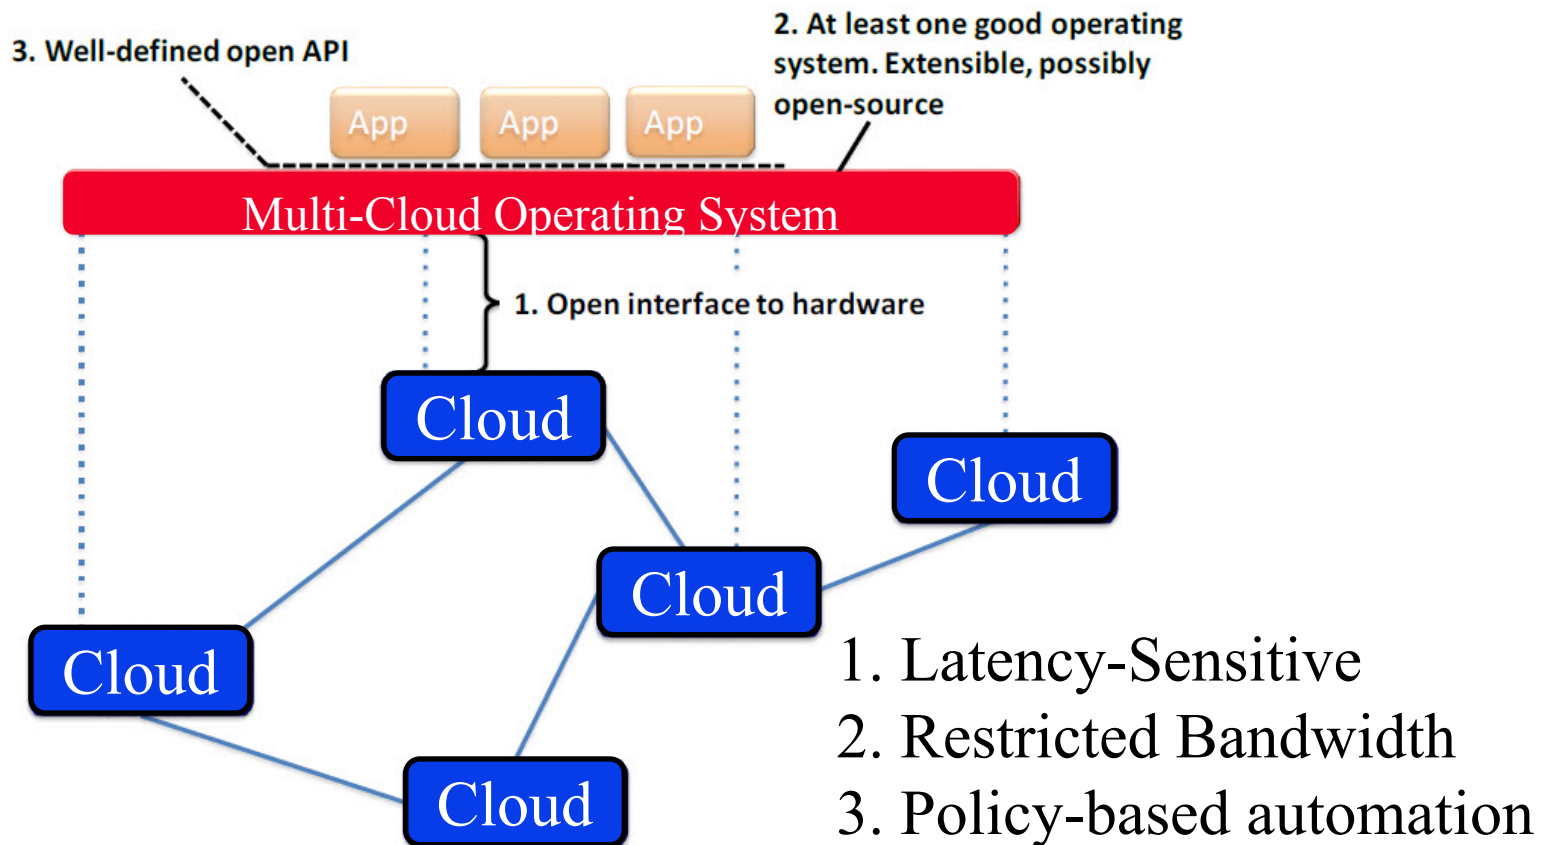 3. Well-defined open API
2. At least one good operating
system. Extensible, possibly
open-source
App
App
App
Multi-Cloud Operating System
1. Open interface to hardware
Cloud
Cloud
Cloud
Cloud
Cloud
1. Latency-Sensitive
2. Restricted Bandwidth
3. Policy-based automation